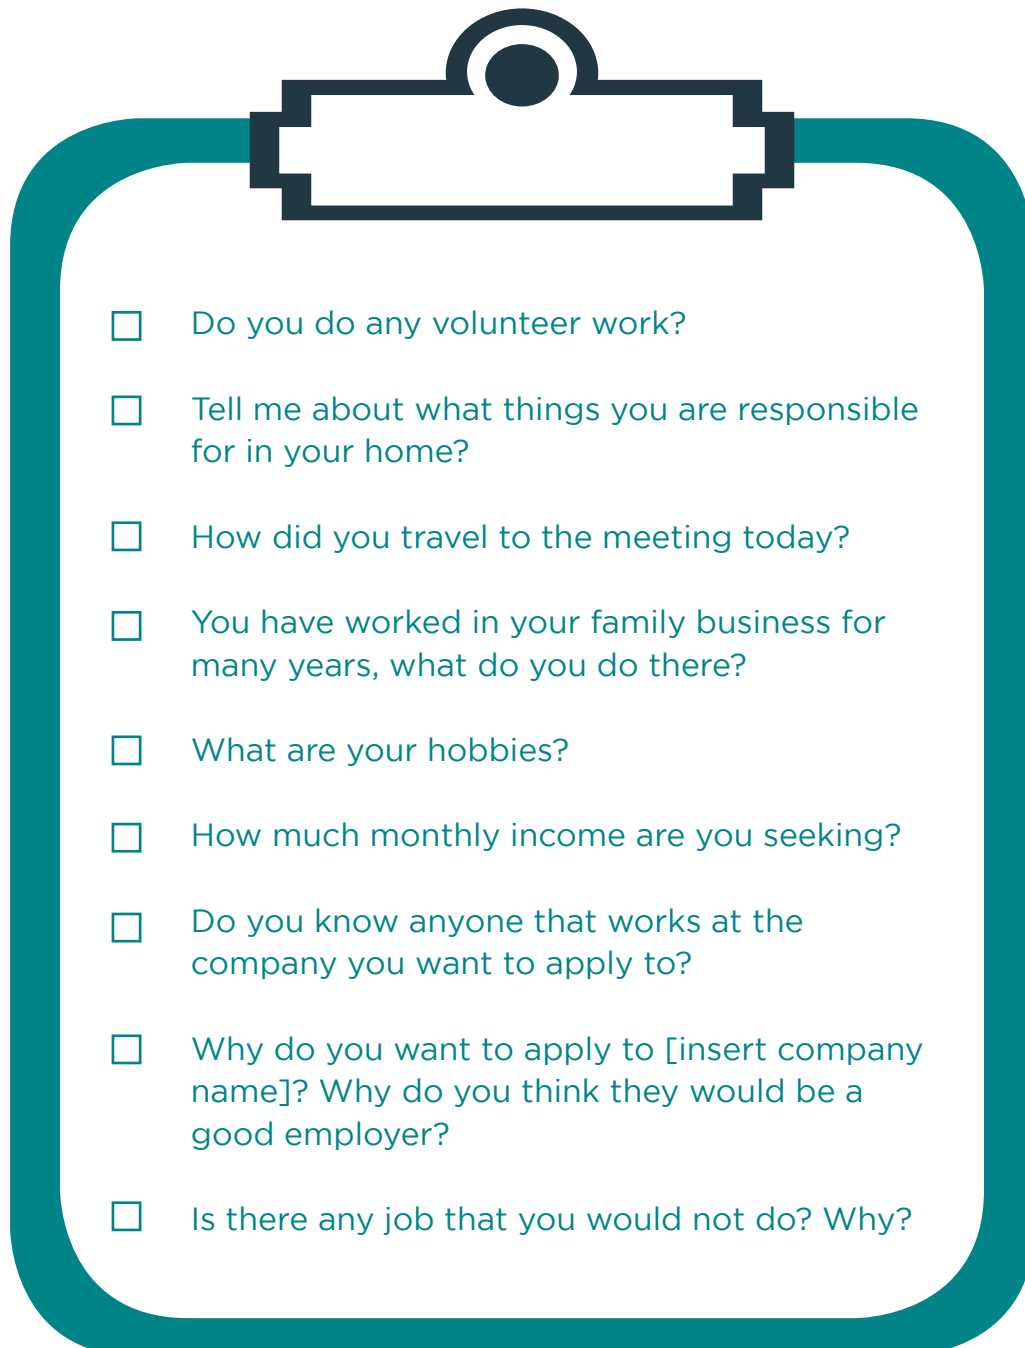 Do you do any volunteer work?
Tell me about what things you are responsible
for in your home?
How did you travel to the meeting today?
You have worked in your family business for
many years, what do you do there?
What are your hobbies?
How much monthly income are you seeking?
Do you know anyone that works at the
company you want to apply to?
Why do you want to apply to [insert company
name]? Why do you think they would be a
good employer?
Is there any job that you would not do? Why?